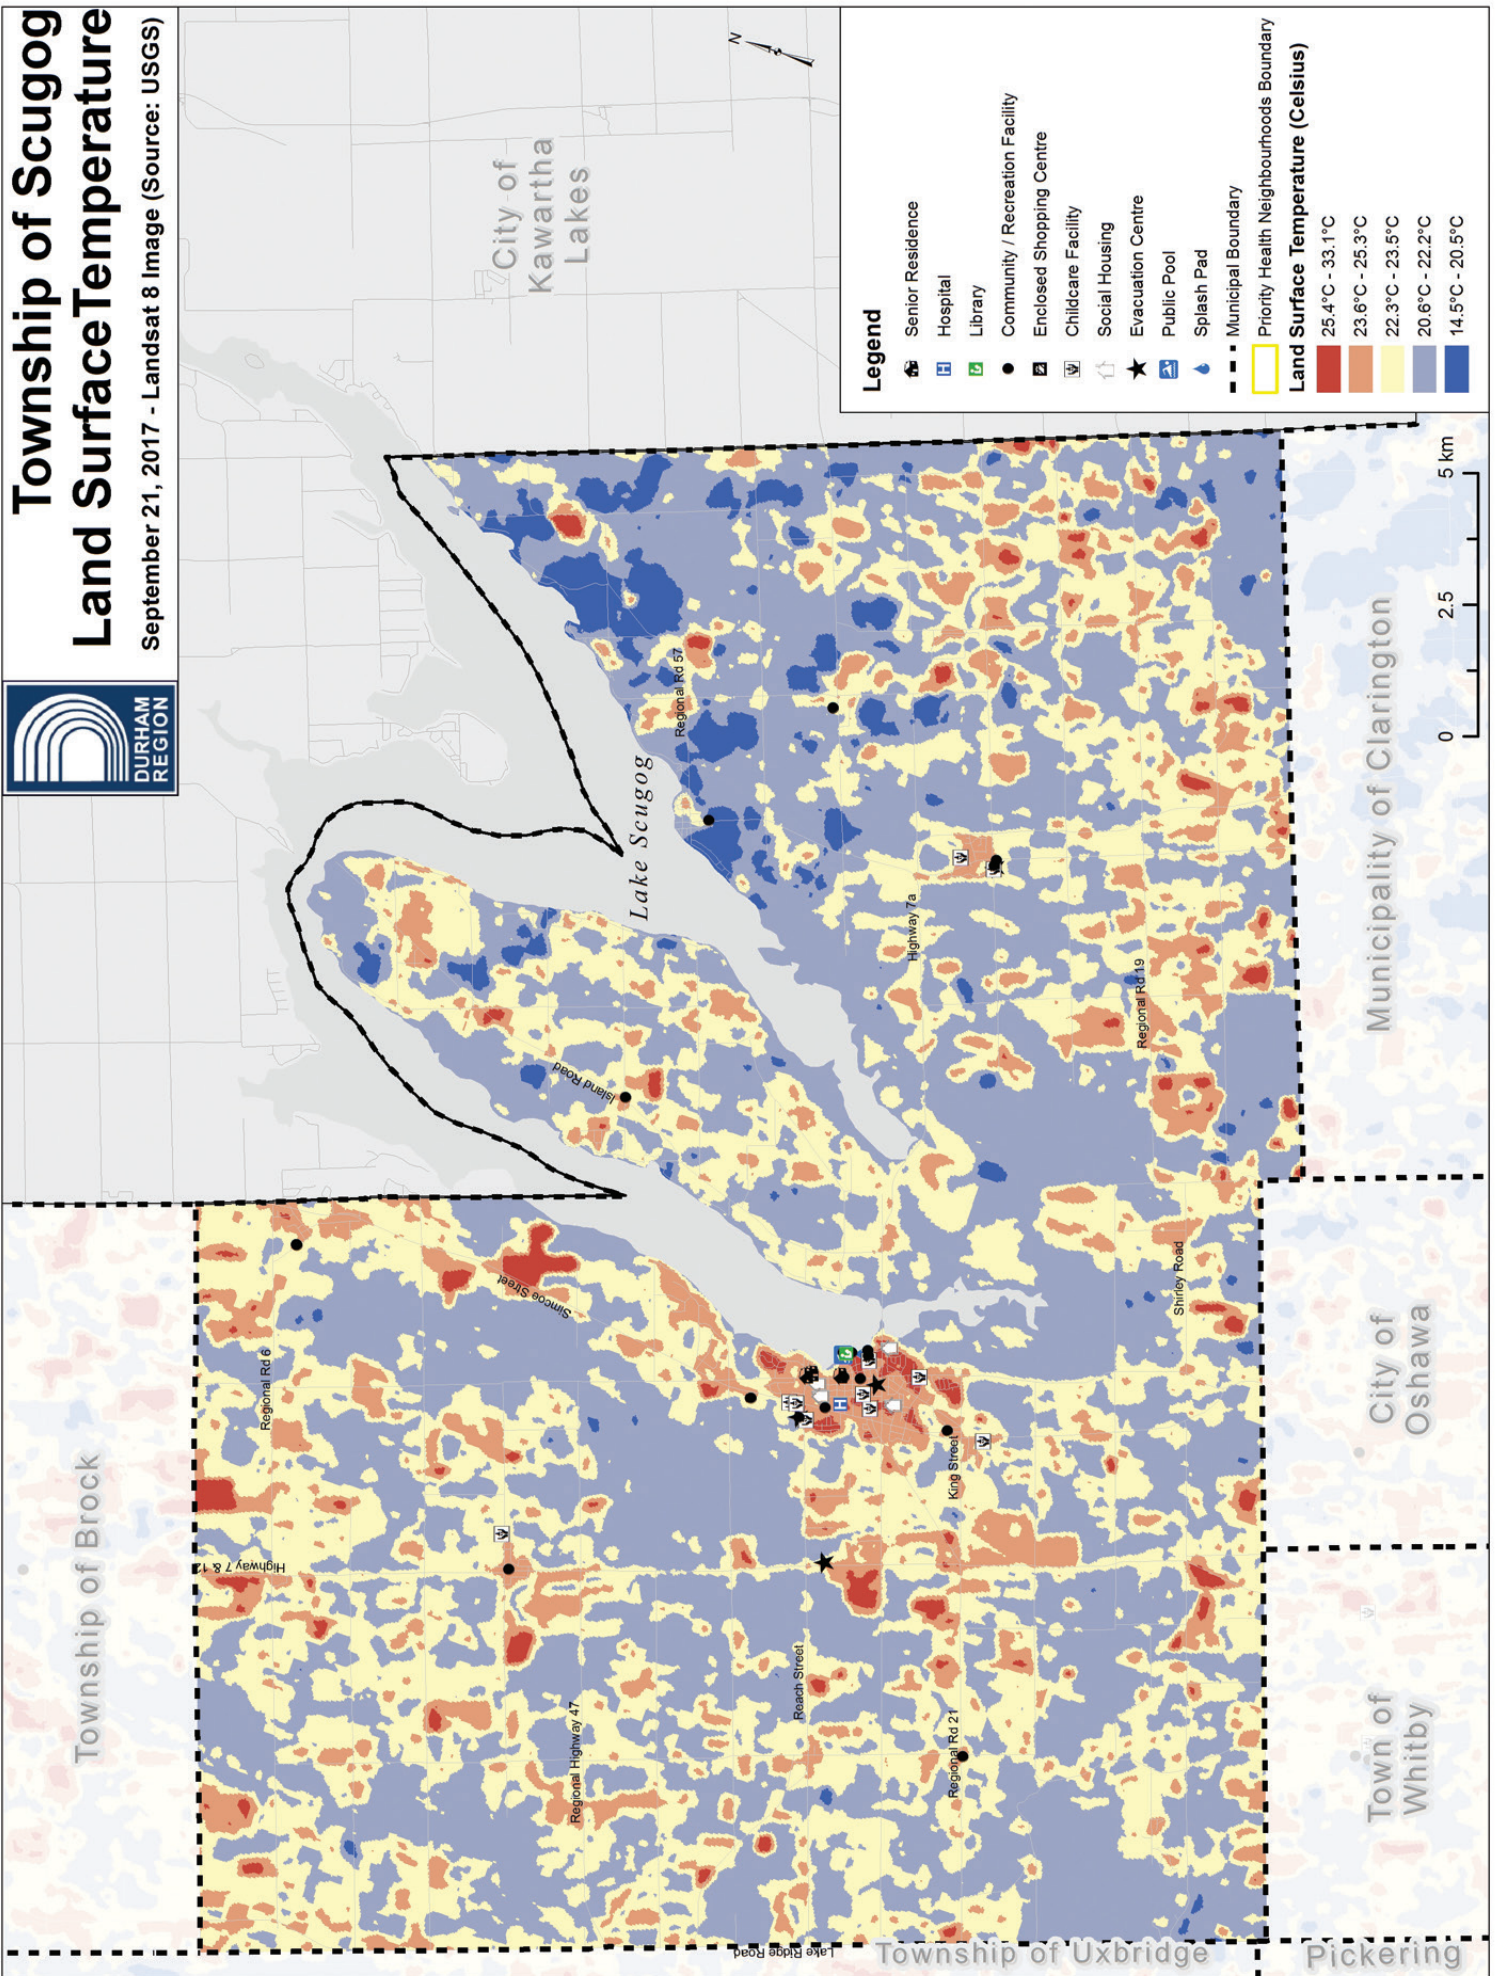 Township of Scugog
Land SurfaceTemperature
September 21, 2017 - Landsat 8 Image (Source: USGS)
DURHAM
REGION
City of
Kawartha
Lakes
N
Legend
Senior Residence
H
Hospital
Library
Community / Recreation Facility
Enclosed Shopping Centre
Childcare Facility
Social Housing
Evacuation Centre
Public Pool
Splash Pad
Municipal Boundary
Priority Health Neighbourhoods Boundary
Land Surface Temperature (Celsius)
25.4°C - 33.1°C
23.6°C - 25.3°C
22.3°C - 23.5°C
20.6°C - 22.2°C
14.5°C - 20.5°C
0 2.5 5 km
Township of Brock
Highway 7 & 12
Regional Rd 6
Simcoe Street
Island Road
Lake Scugog
Regional Rd 57
Regional Highway 47
Reach Street
H
King Street
Highway 7a
Regional Rd 21
Regional Rd 19
Shirley Road
Lake Ridge Road
Township of Uxbridge
Pickering
Town of
Whitby
City of
Oshawa
Municipality of Clarington